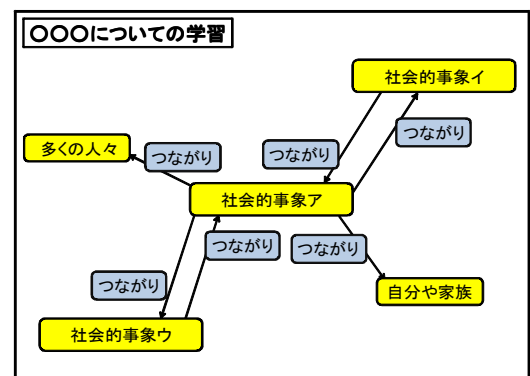 〇〇〇についての学習
社会的事象イ
つながり
多くの人々
つながり
つながり
社会的事象ア
つながり
つながり
つながり
自分や家族
社会的事象ウ